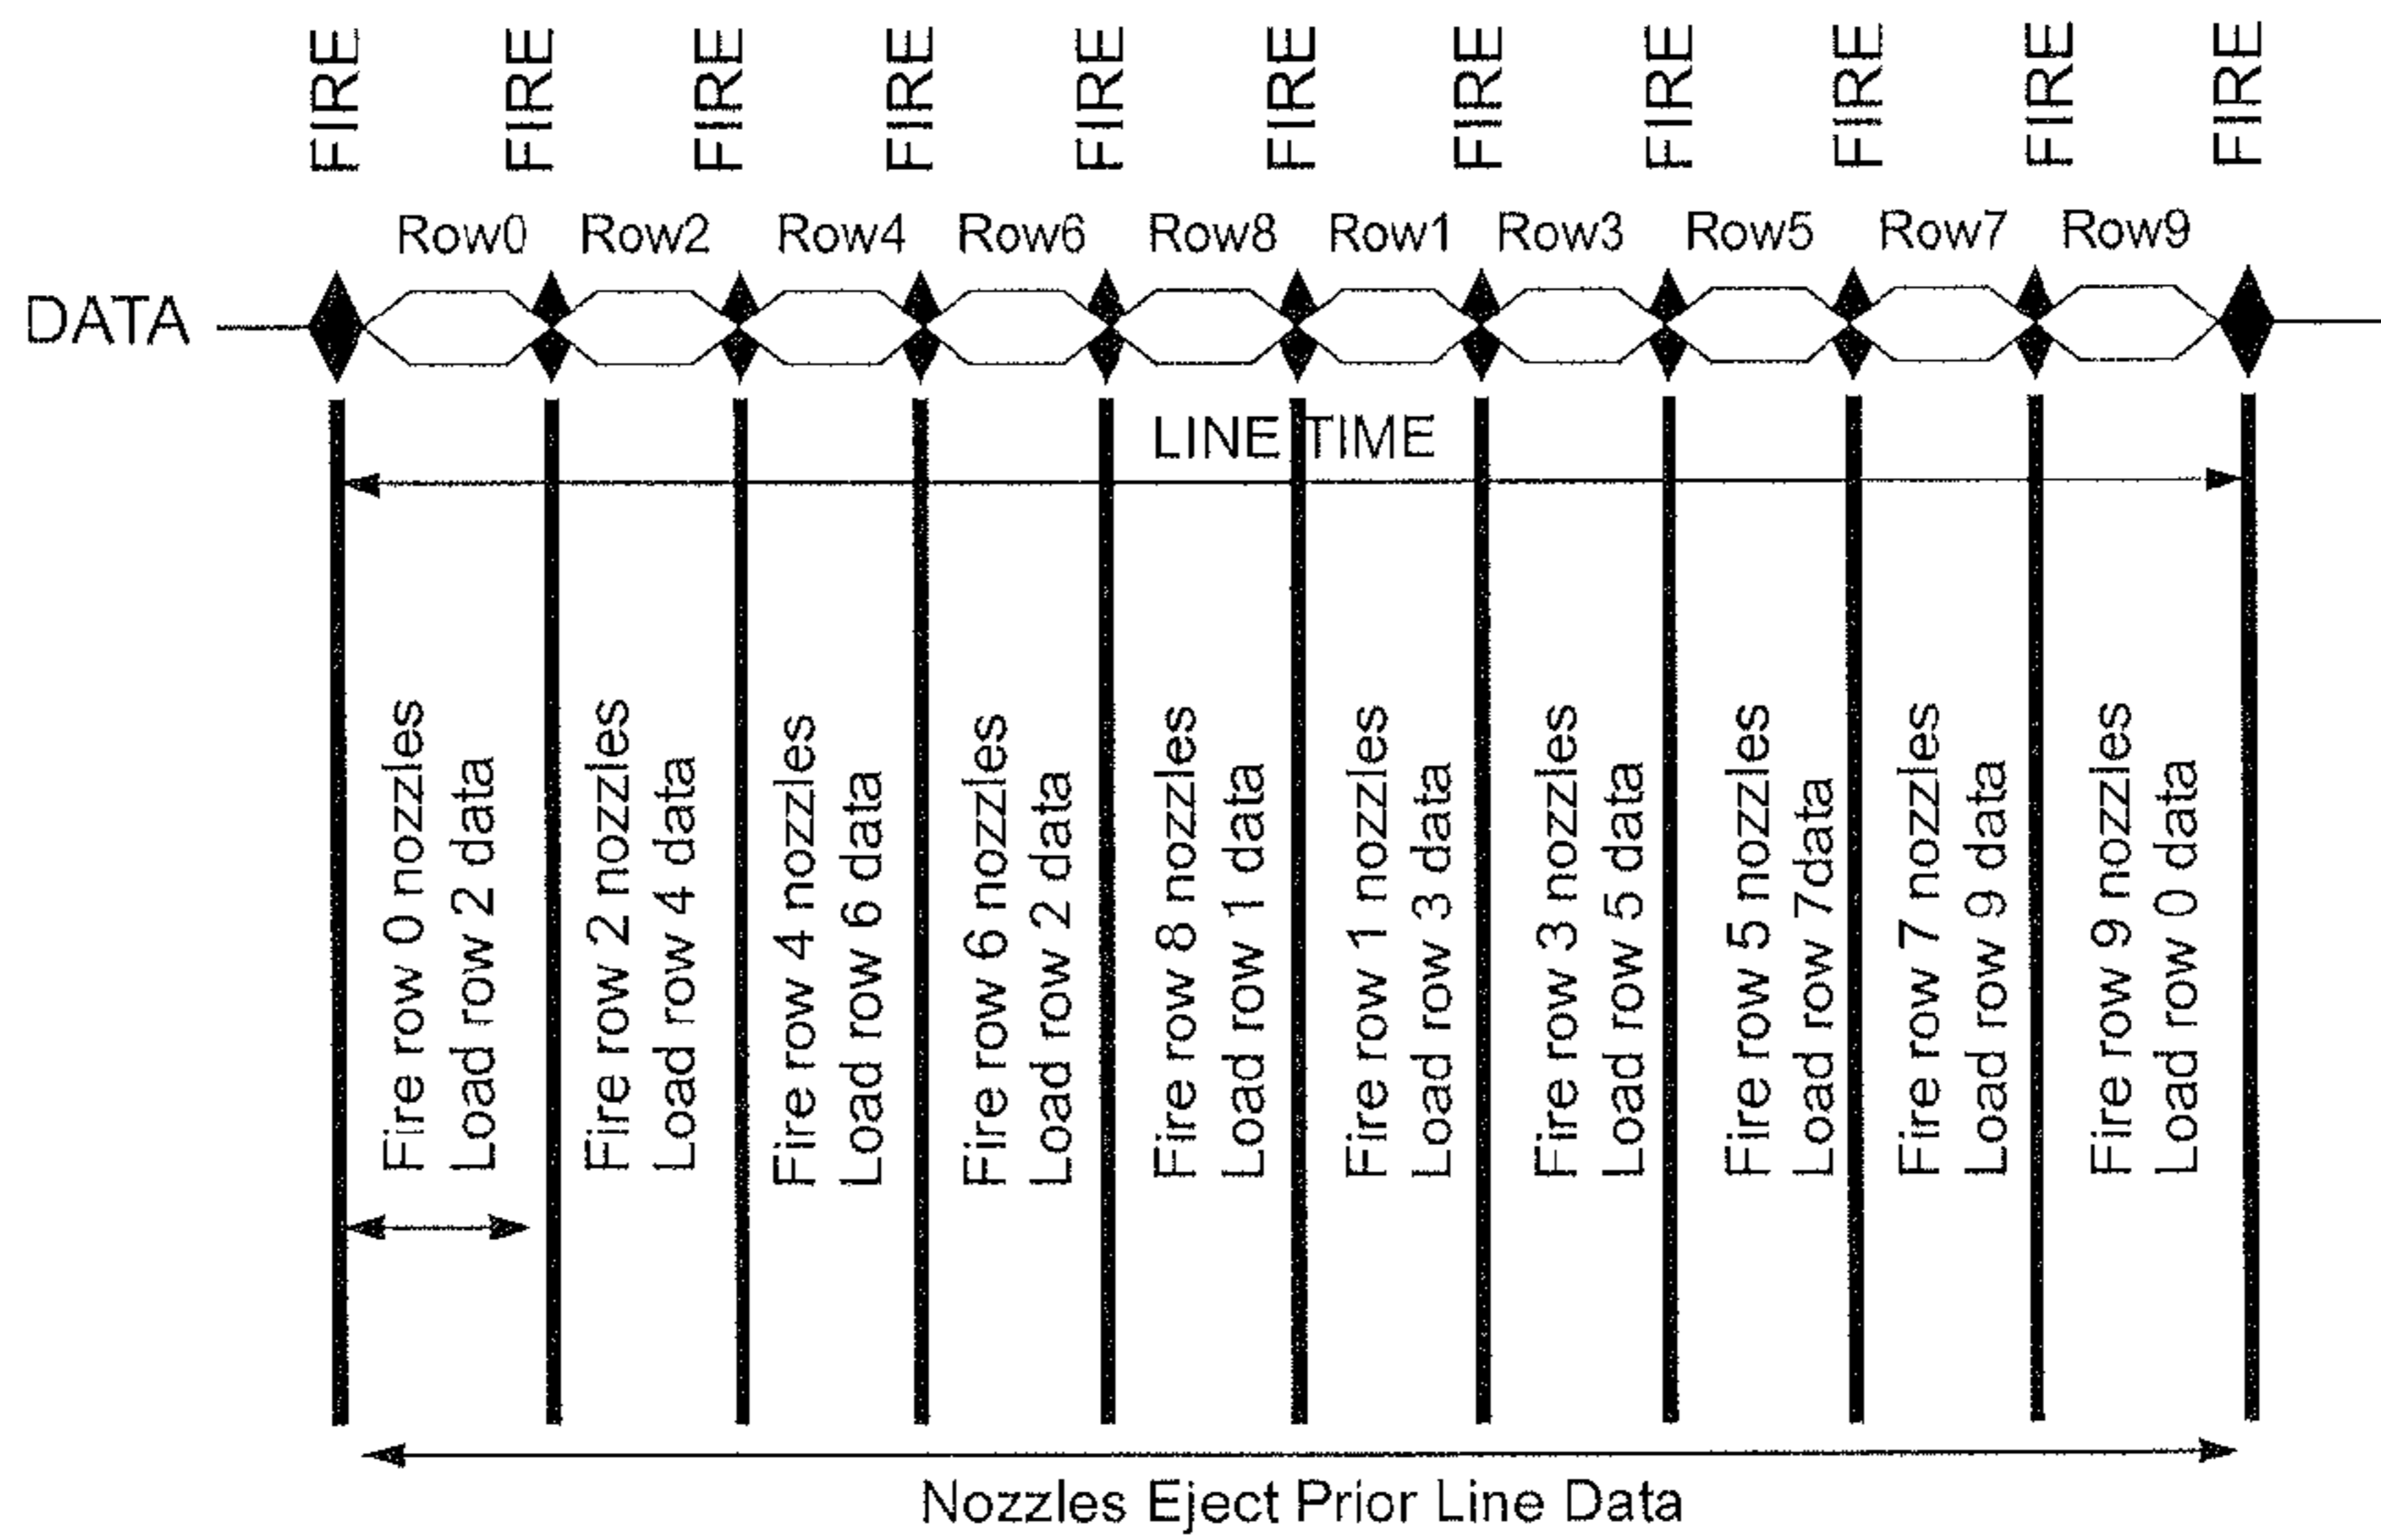 FIRE FIRE FIRE FIRE FIRE FIRE FIRE FIRE FIRE FIRE FIRE
Row0 Row2 Row4 Row6 Row8 Row1 Row3 Row5 Row7 Row9
DATA
LINE TIME
Fire row 0 nozzles
Load row 2 data
Fire row 2 nozzles
Load row 4 data
Fire row 4 nozzles
Load row 6 data
Fire row 6 nozzles
Load row 2 data
Fire row 8 nozzles
Load row 1 data
Fire row 1 nozzles
Load row 3 data
Fire row 3 nozzles
Load row 5 data
Fire row 5 nozzles
Load row 7data
Fire row 7 nozzles
Load row 9 data
Fire row 9 nozzles
Load row 0 data
Nozzles Eject Prior Line Data